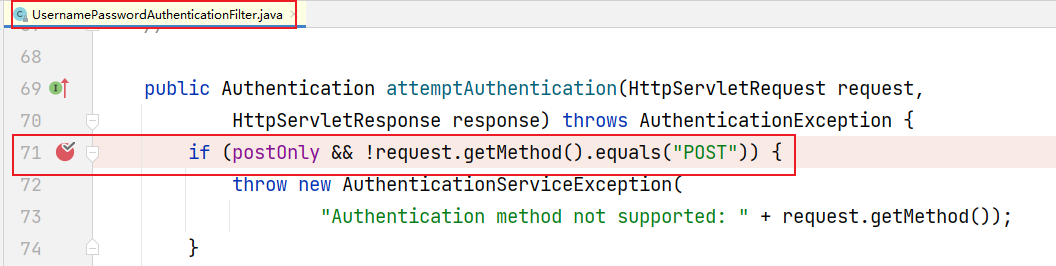 UsernamePasswordAuthenticationFilter.java
68
69 public Authentication attemptAuthentication(HttpServletRequest request,
70 HttpServletResponse response) throws AuthenticationException {
71 if (postOnly && !request.getMethod().equals("POST")) {
72 throw new AuthenticationServiceException(
73 "Authentication method not supported: " + request.getMethod());
74 }